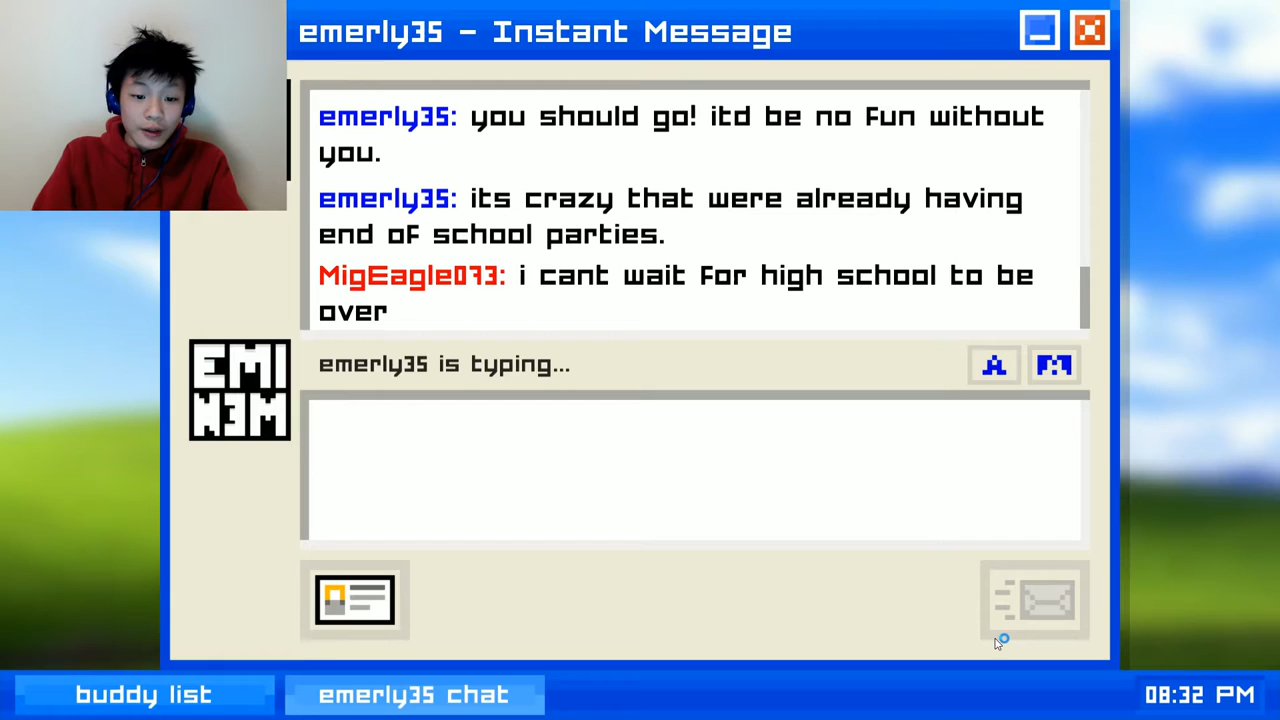 emerly35 - Instant Message
emerly35: you should go! itd be no fun without
you.
emerly35: its crazy that were already having
end of school parties.
MigEagle073: i cant wait for high school to be
over
emerly35 is typing...
A
EMI
N3M
buddy list
emerly35 chat
08:32 PM